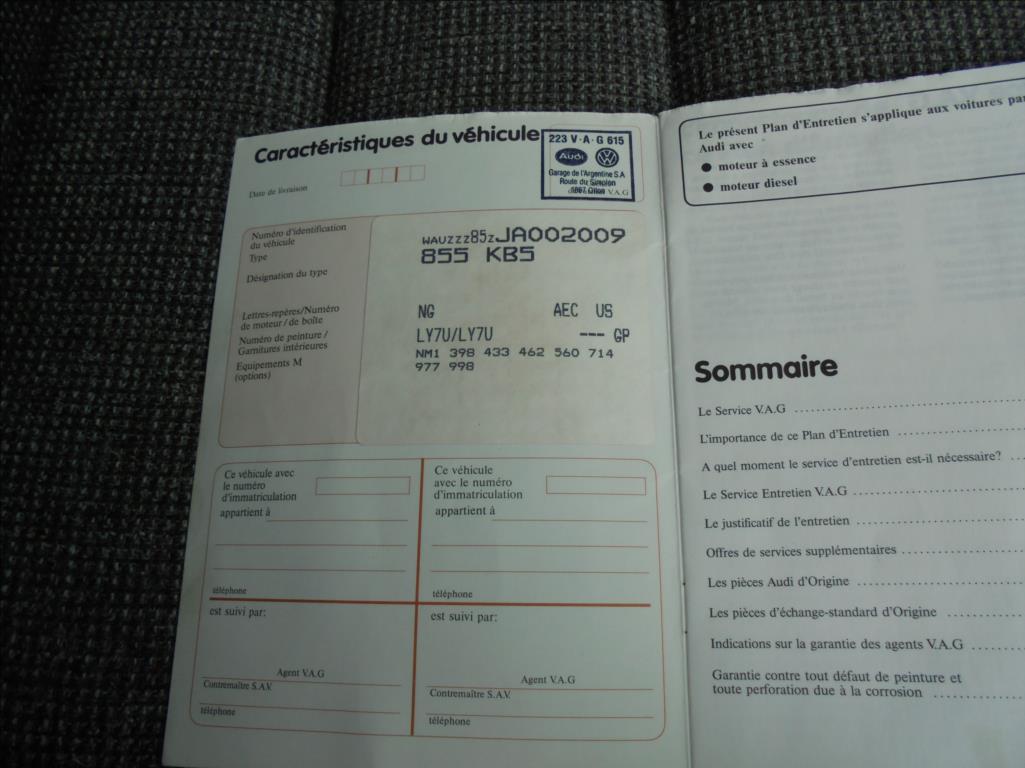 Caractéristiques du véhicule
223 V·A·G 615
Audi
Garage de l'Argentine S.A
Route du Simplon
1867 Ollon
V.A.G
Date de livraison
Numéro d'identification
du véhicule
WAUZZZ85ZJA002009
Type
855 KB5
Désignation du type
Lettres-repères/Numéro
de moteur/de boîte
NG AEC US
Numéro de peinture/
Garnitures intérieures
LY7U/LY7U --- GP
Equipements M
(options)
NM1 398 433 462 560 714
977 998
Ce véhicule avec
le numéro
d'immatriculation
appartient à
téléphone
est suivi par:
Agent V.A.G
Contremaître S.A.V.
téléphone
Ce véhicule
avec le numéro
d'immatriculation
appartient à
téléphone
est suivi par:
Agent V.A.G
Contremaître S.A.V.
téléphone
Le présent Plan d'Entretien s'applique aux voitures par
Audi avec
● moteur à essence
● moteur diesel
Sommaire
Le Service V.A.G
L'importance de ce Plan d'Entretien
A quel moment le service d'entretien est-il nécessaire?
Le Service Entretien V.A.G
Le justificatif de l'entretien
Offres de services supplémentaires
Les pièces Audi d'Origine
Les pièces d'échange-standard d'Origine
Indications sur la garantie des agents V.A.G
Garantie contre tout défaut de peinture et
toute perforation due à la corrosion